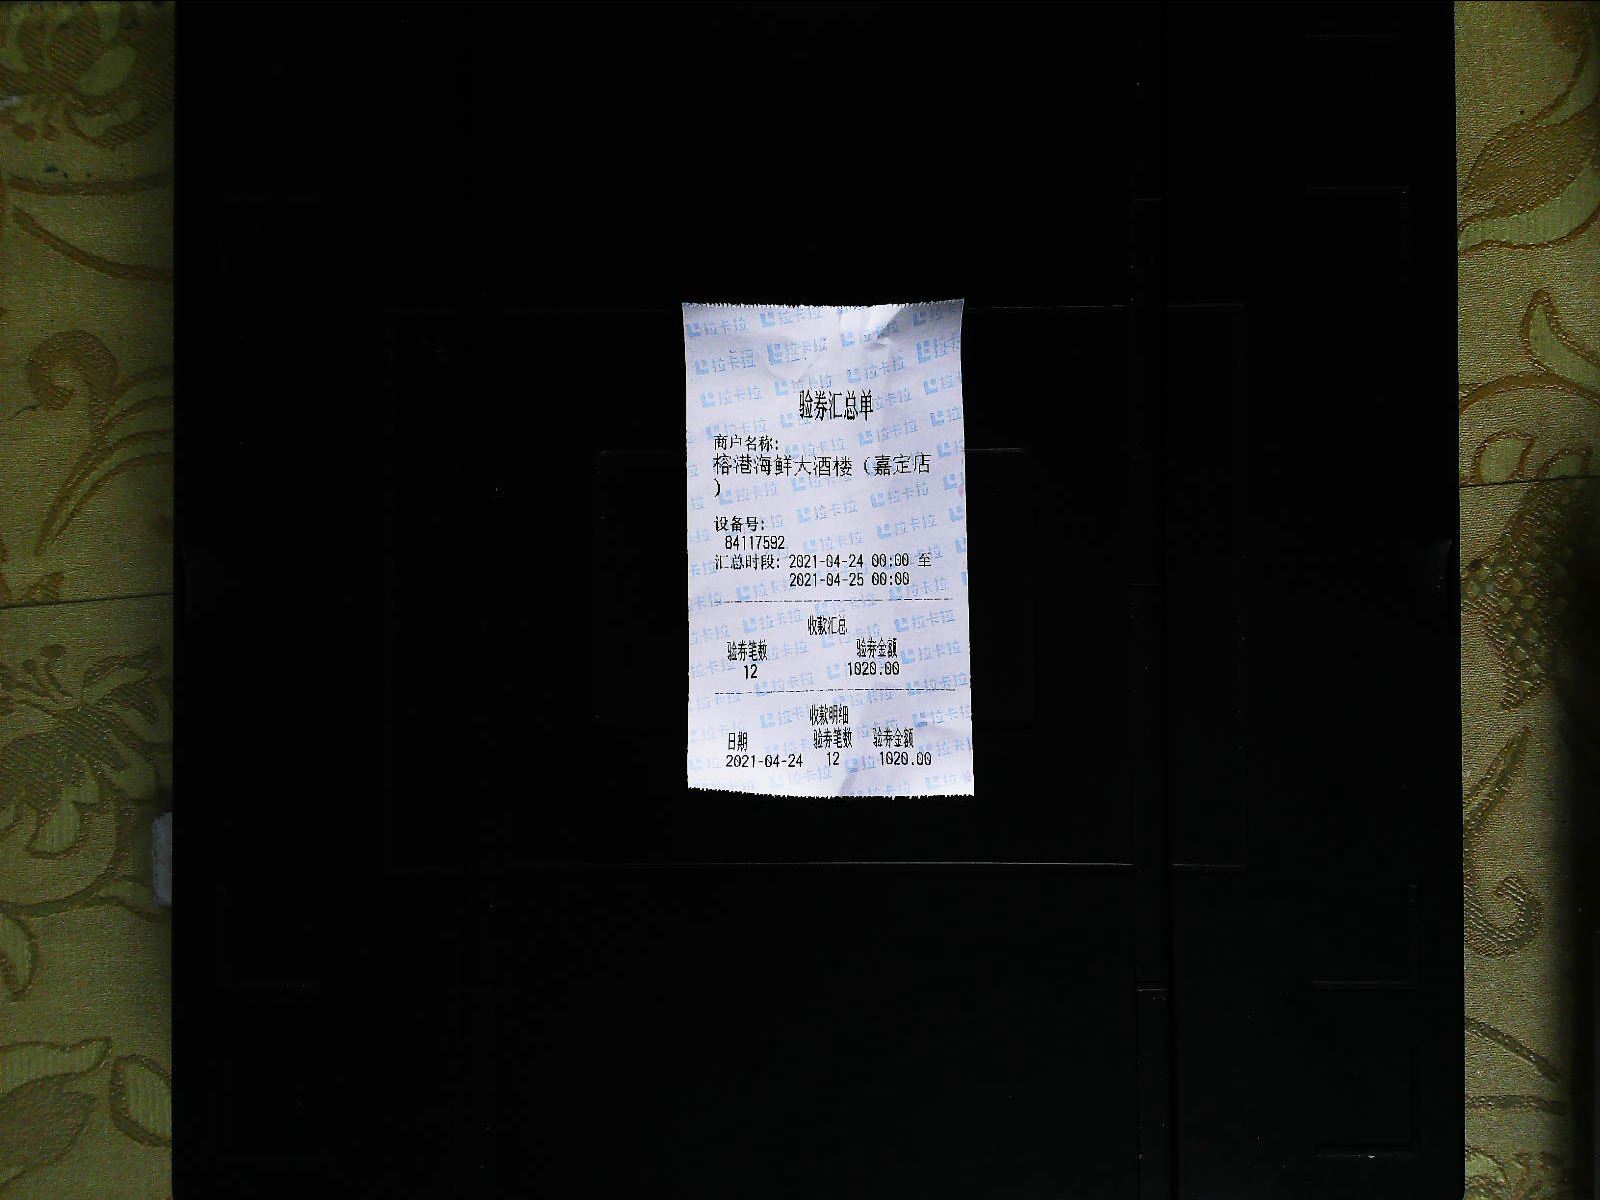 验券汇总单
商户名称:
榕港海鲜大酒楼（嘉定店
）
设备号:
84117592
汇总时段: 2021-04-24 00:00 至
2021-04-25 00:00
收款汇总
验券笔数 验券金额
12 1020.00
收款明细
日期 验券笔数 验券金额
2021-04-24 12 1020.00
拉卡拉